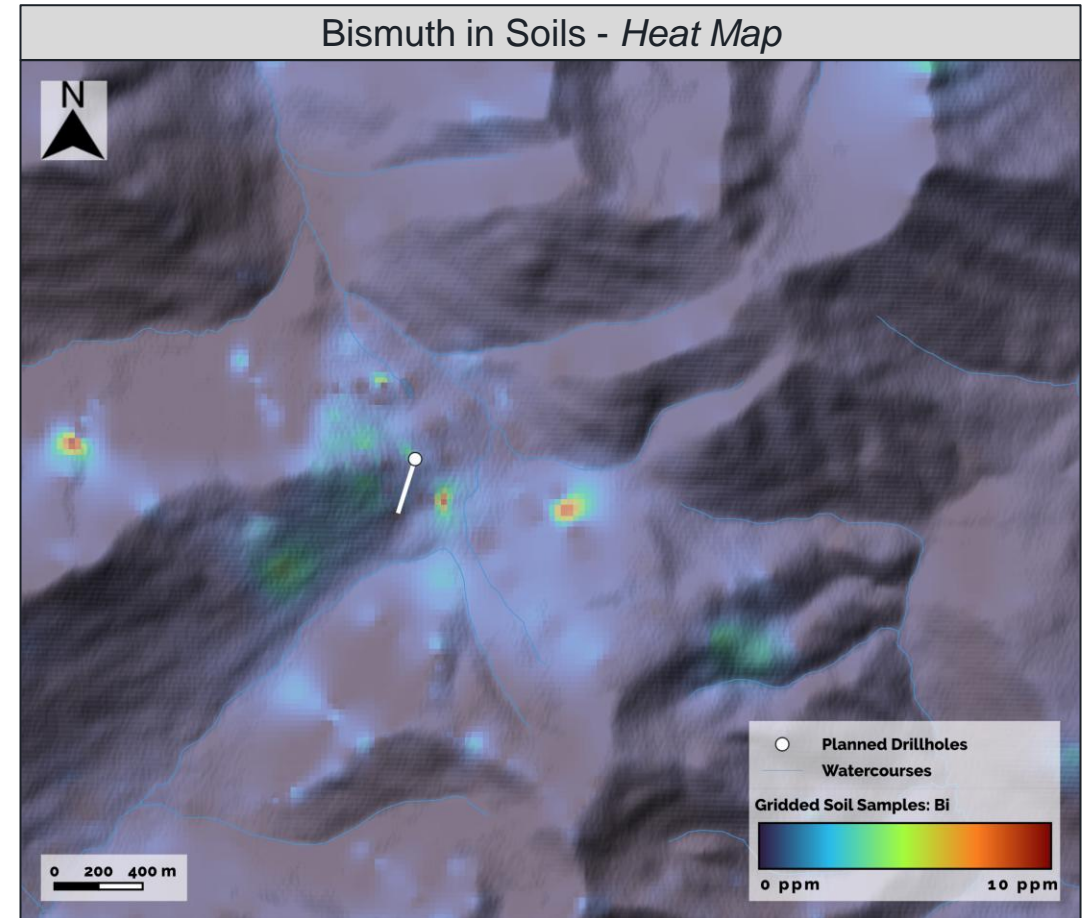 Bismuth in Soils - Heat Map
N
Planned Drillholes
Watercourses
Gridded Soil Samples: Bi
0 ppm 10 ppm
0 200 400 m